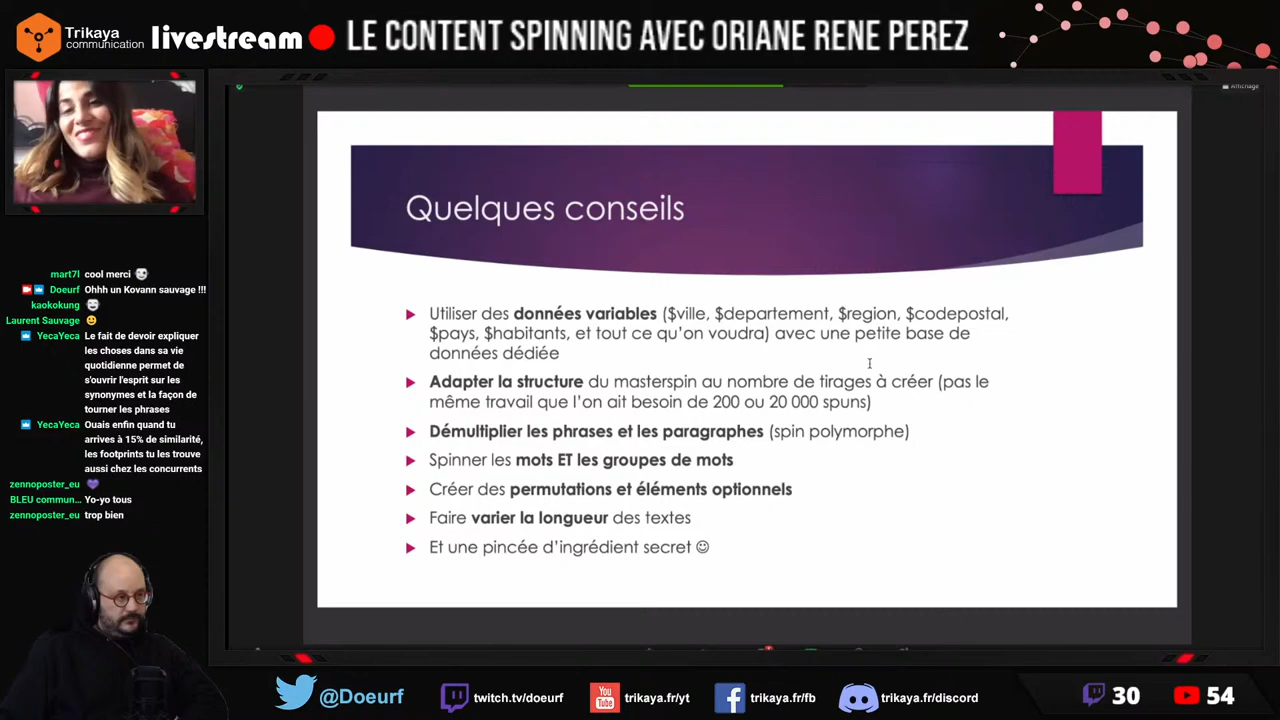 Trikaya
communication
livestream
LE CONTENT SPINNING AVEC ORIANE RENE PEREZ
Affichage
Quelques conseils
Utiliser des données variables ($ville, $departement, $region, $codepostal,
$pays, $habitants, et tout ce qu'on voudra) avec une petite base de
données dédiée
Adapter la structure du masterspin au nombre de tirages à créer (pas le
même travail que l'on ait besoin de 200 ou 20 000 spuns)
Démultiplier les phrases et les paragraphes (spin polymorphe)
Spinner les mots ET les groupes de mots
Créer des permutations et éléments optionnels
Faire varier la longueur des textes
Et une pincée d'ingrédient secret ☺
mart7l cool merci
Doeurf Ohhh un Kovann sauvage !!!
kaokokung
Laurent Sauvage
YecaYeca Le fait de devoir expliquer
les choses dans sa vie
quotidienne permet de
s'ouvrir l'esprit sur les
synonymes et la façon de
tourner les phrases
YecaYeca Ouais enfin quand tu
arrives à 15% de similarité,
les footprints tu les trouve
aussi chez les concurrents
zennoposter_eu
BLEU commun... Yo-yo tous
zennoposter_eu trop bien
@Doeurf
twitch.tv/doeurf
You
Tube
trikaya.fr/yt
trikaya.fr/fb
trikaya.fr/discord
30
54